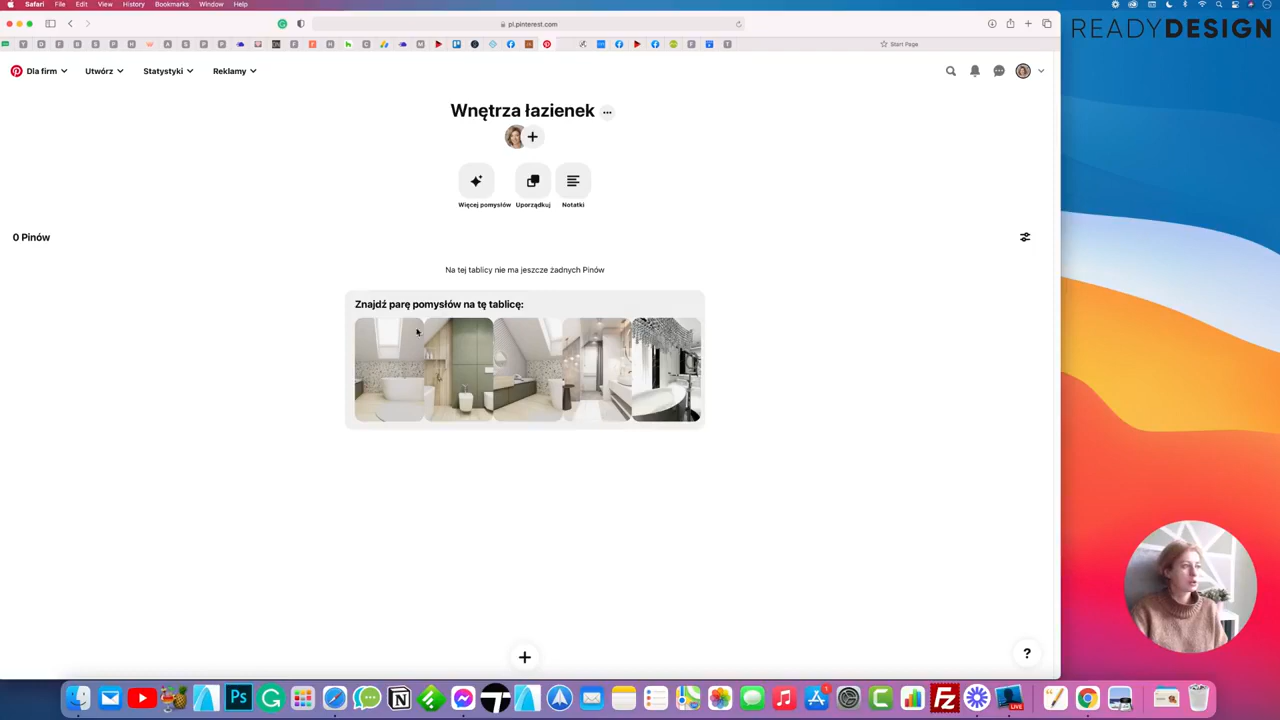 Safari File Edit View History Bookmarks Window Help
pl.pinterest.com
Start Page
READYDESIGN
Dla firm Utwórz Statystyki Reklamy
Wnętrza łazienek
Więcej pomysłów Uporządkuj Notatki
0 Pinów
Na tej tablicy nie ma jeszcze żadnych Pinów
Znajdź parę pomysłów na tę tablicę:
+
?